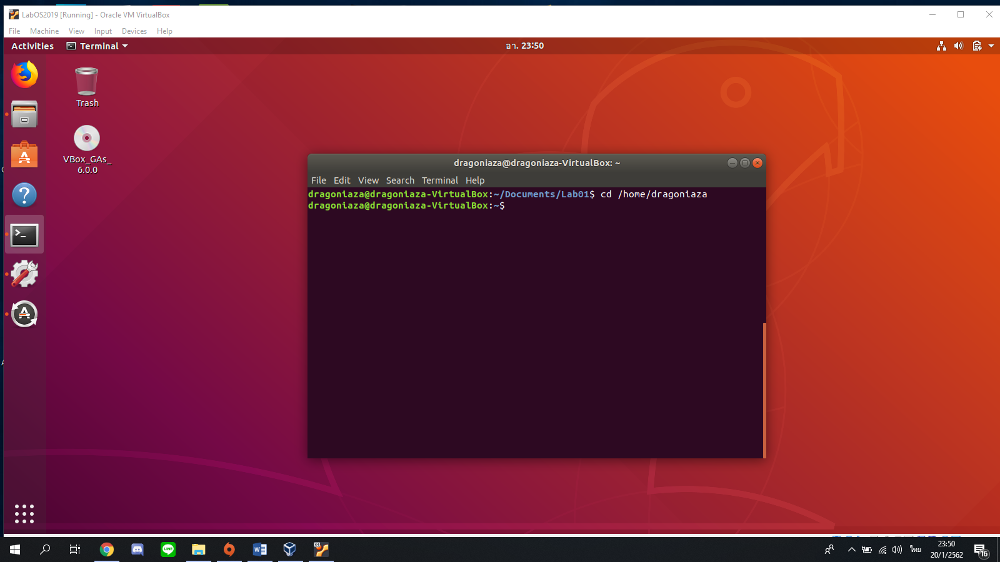 LabOS2019 [Running] - Oracle VM VirtualBox
File Machine View Input Devices Help
Activities Terminal อา. 23:50
Trash
VBox_GAs_
6.0.0
dragoniaza@dragoniaza-VirtualBox: ~
File Edit View Search Terminal Help
dragoniaza@dragoniaza-VirtualBox:~/Documents/Lab01$ cd /home/dragoniaza
dragoniaza@dragoniaza-VirtualBox:~$
ไทย
23:50
20/1/2562
16